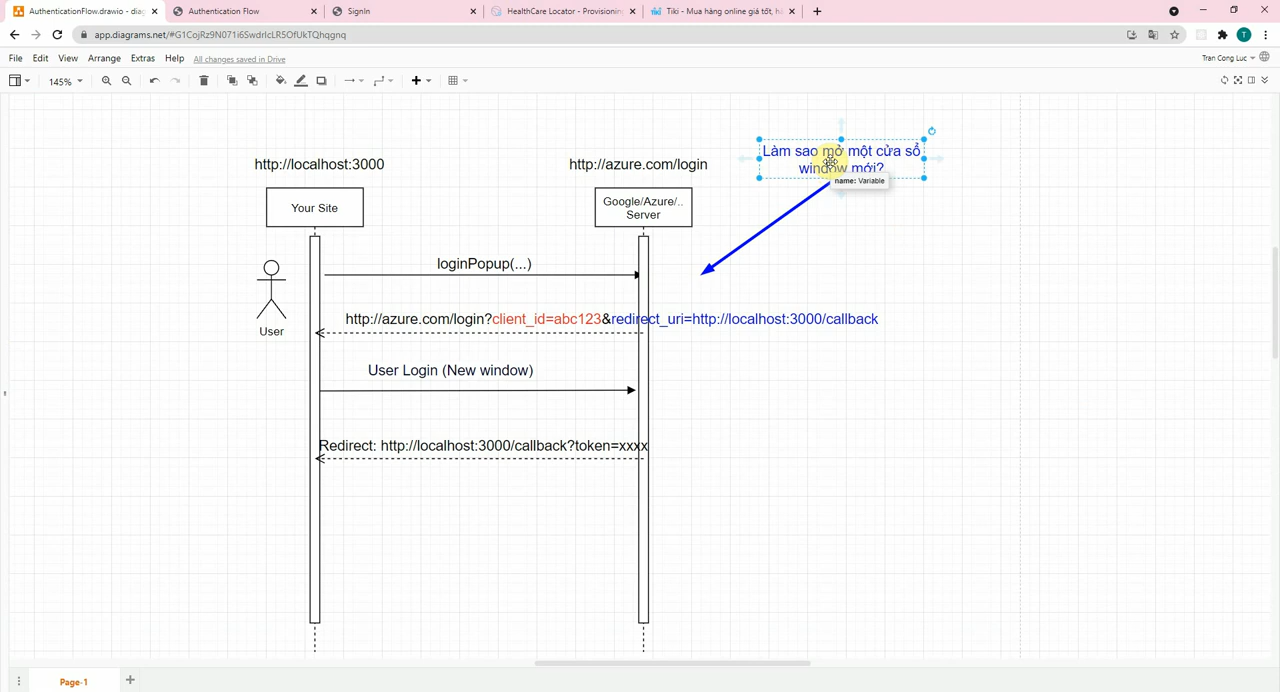 AuthenticationFlow.drawio - diag
Authentication Flow
SignIn
HealthCare Locator - Provisioning
Tiki - Mua hàng online giá tốt, hà
app.diagrams.net/#G1CojRz9N071i6SwdrIcLR5OfUkTQhqgnq
T
File Edit View Arrange Extras Help All changes saved in Drive
Tran Cong Luc
145%
http://localhost:3000
http://azure.com/login
Làm sao mở một cửa sổ
window mới?
name: Variable
Your Site
Google/Azure/..
Server
loginPopup(...)
User
http://azure.com/login?client_id=abc123&redirect_uri=http://localhost:3000/callback
User Login (New window)
Redirect: http://localhost:3000/callback?token=xxxx
Page-1